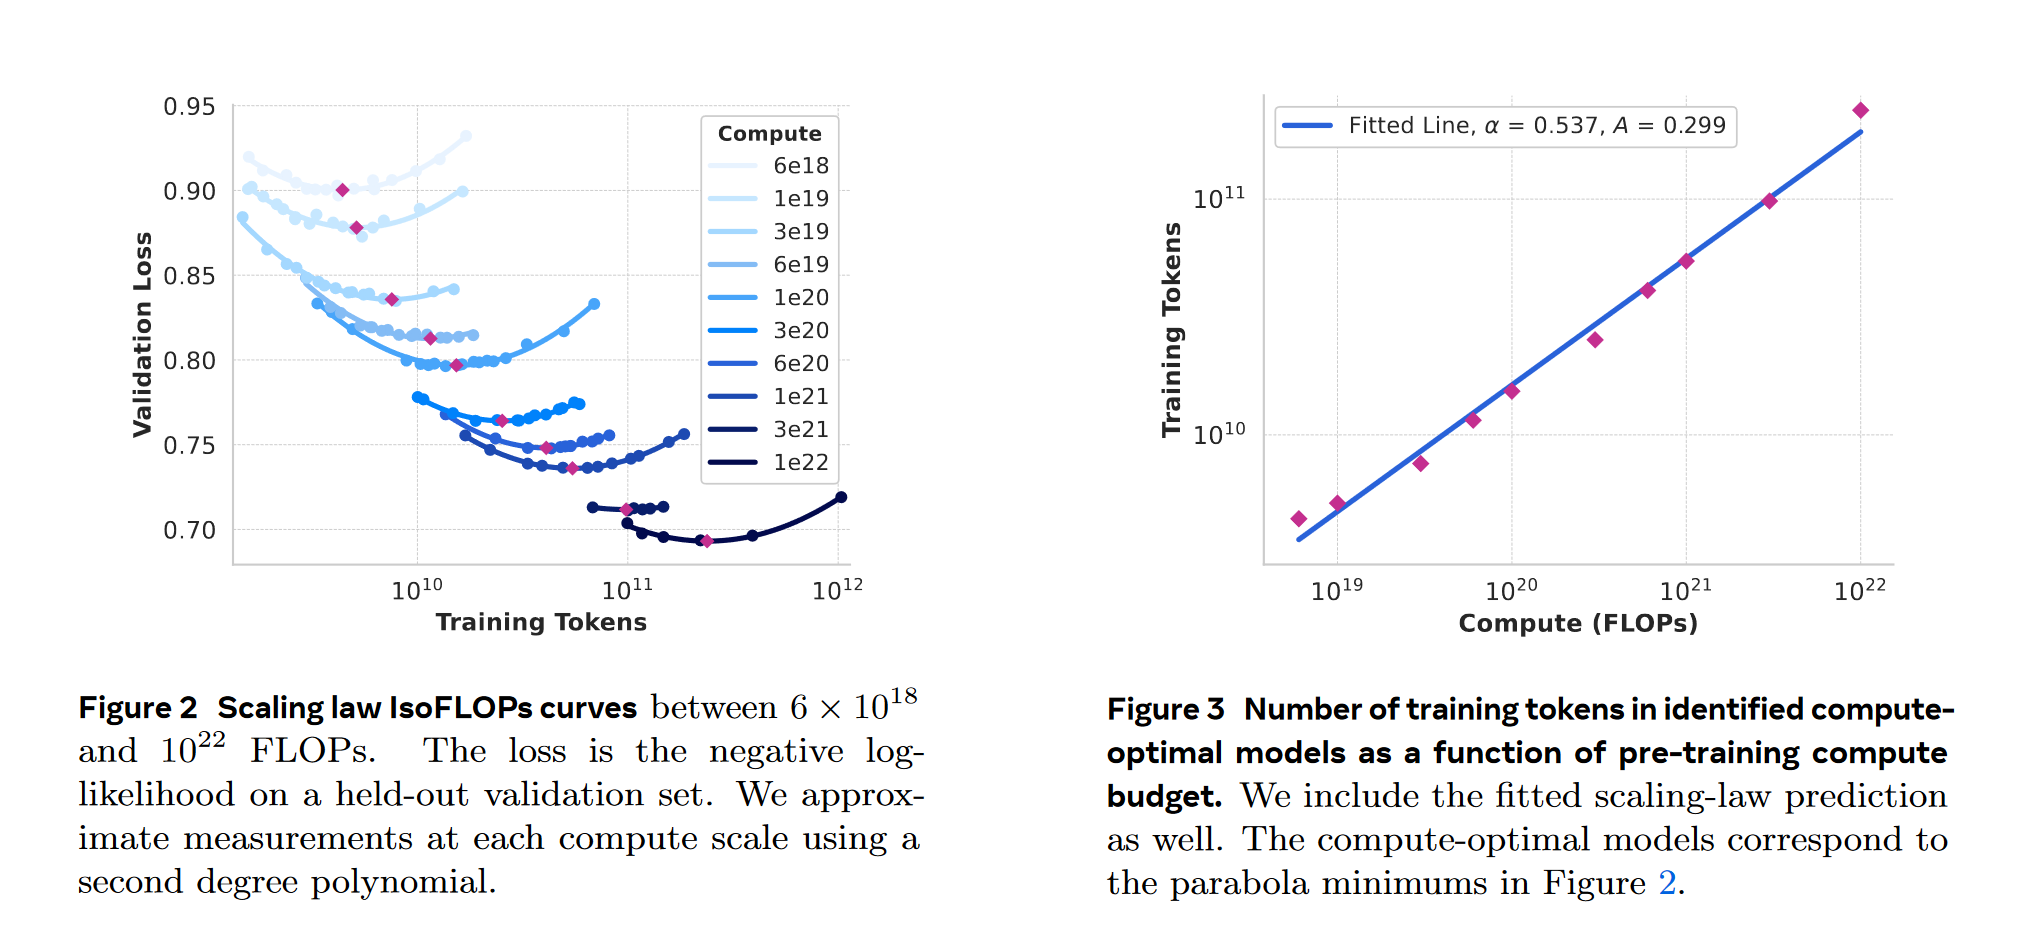 0.95
0.90
0.85
0.80
0.75
0.70
Validation Loss
10^10
10^11
10^12
Training Tokens
Compute
6e18
1e19
3e19
6e19
1e20
3e20
6e20
1e21
3e21
1e22
Figure 2 Scaling law IsoFLOPs curves between 6 × 10^18
and 10^22 FLOPs. The loss is the negative log-
likelihood on a held-out validation set. We approx-
imate measurements at each compute scale using a
second degree polynomial.
Fitted Line, α = 0.537, A = 0.299
10^11
10^10
Training Tokens
10^19
10^20
10^21
10^22
Compute (FLOPs)
Figure 3 Number of training tokens in identified compute-
optimal models as a function of pre-training compute
budget. We include the fitted scaling-law prediction
as well. The compute-optimal models correspond to
the parabola minimums in Figure 2.